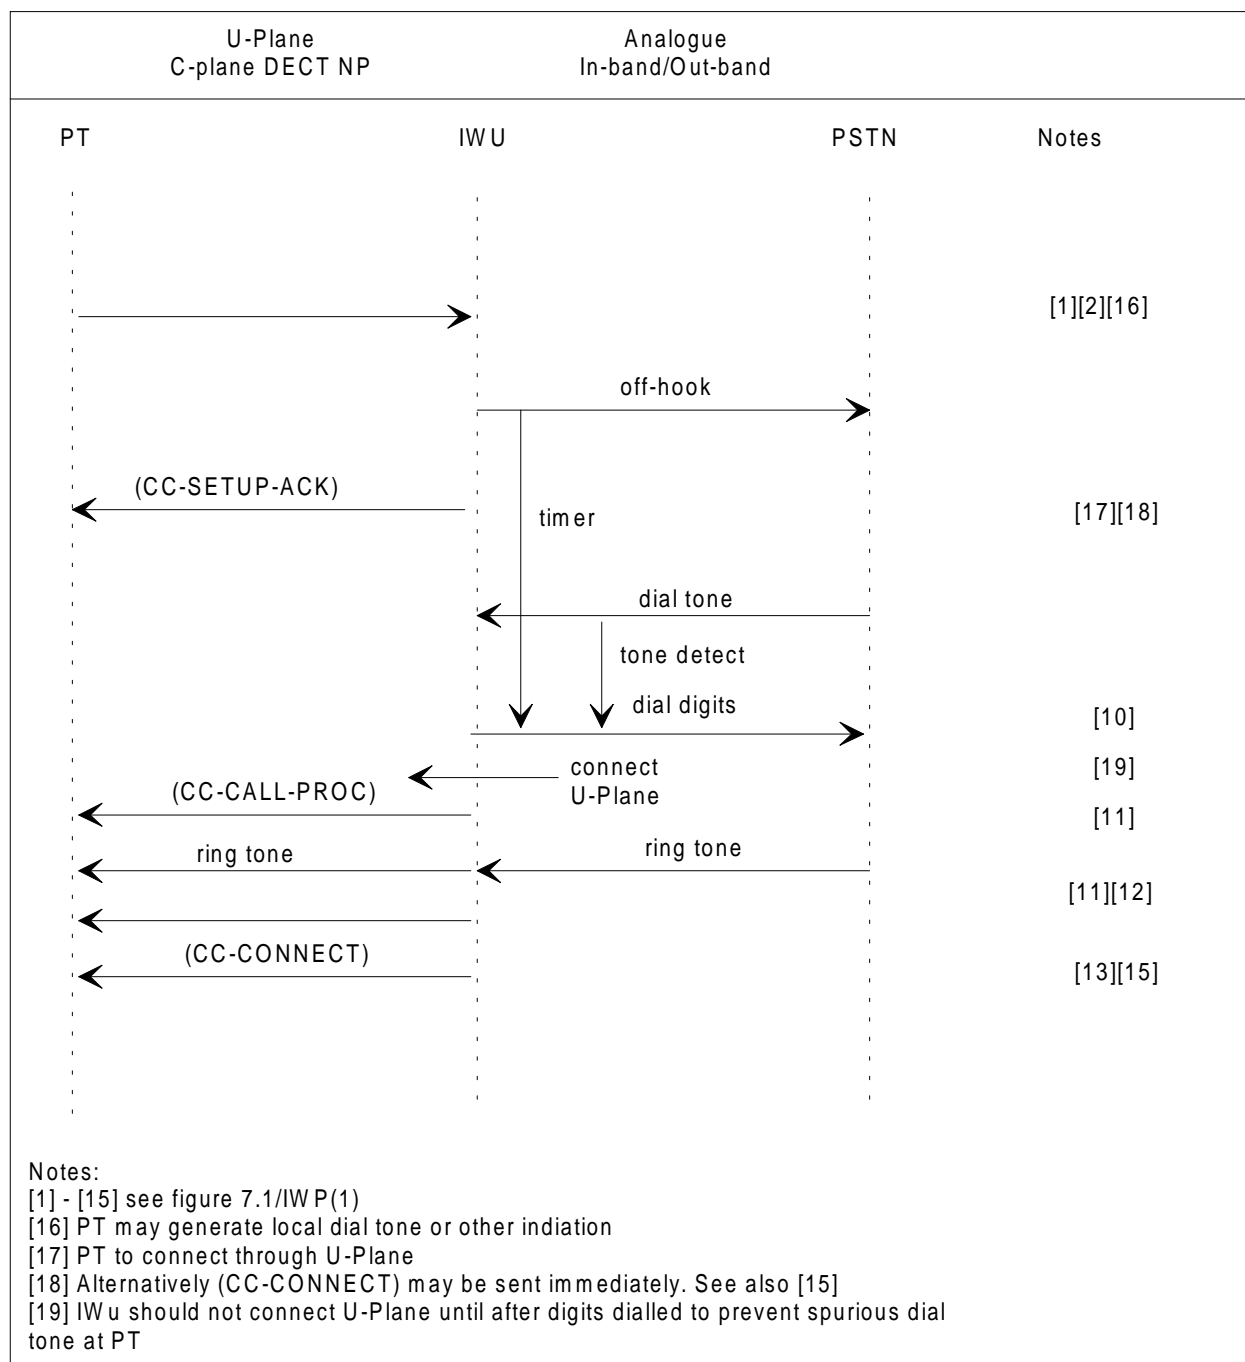 U-Plane
C-plane DECT NP
Analogue
In-band/Out-band
PT
IWU
PSTN
Notes
[1][2][16]
off-hook
(CC-SETUP-ACK)
timer
[17][18]
dial tone
tone detect
dial digits
[10]
connect
U-Plane
[19]
(CC-CALL-PROC)
[11]
ring tone
ring tone
[11][12]
(CC-CONNECT)
[13][15]
Notes:
[1] - [15] see figure 7.1/IWP(1)
[16] PT may generate local dial tone or other indiation
[17] PT to connect through U-Plane
[18] Alternatively (CC-CONNECT) may be sent immediately. See also [15]
[19] IWu should not connect U-Plane until after digits dialled to prevent spurious dial
tone at PT